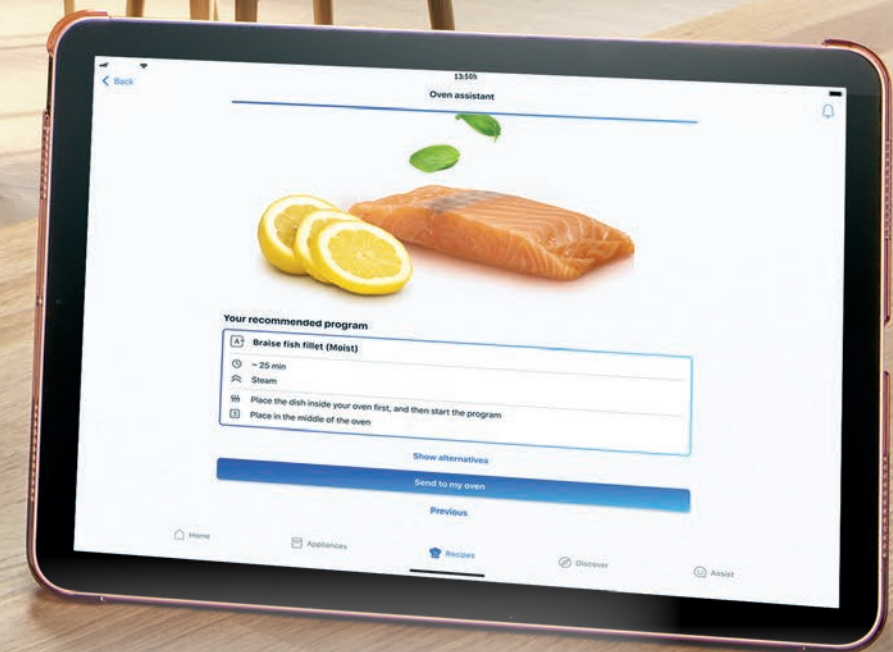 13:50h
Back
Oven assistant
Your recommended program
Braise fish fillet (Moist)
~ 25 min
Steam
Place the dish inside your oven first, and then start the program
Place in the middle of the oven
Show alternatives
Send to my oven
Previous
Home
Appliances
Recipes
Discover
Assist